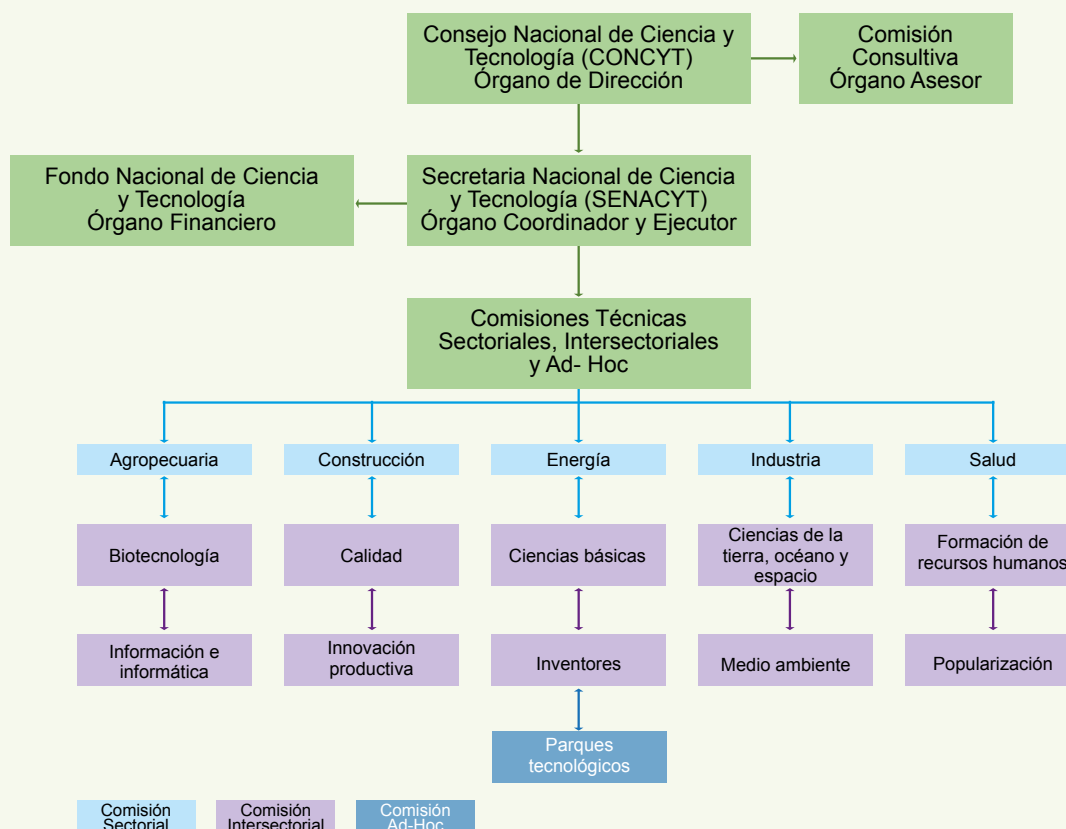 Consejo Nacional de Ciencia y
Tecnología (CONCYT)
Órgano de Dirección
Comisión
Consultiva
Órgano Asesor
Fondo Nacional de Ciencia
y Tecnología
Órgano Financiero
Secretaria Nacional de Ciencia
y Tecnología (SENACYT)
Órgano Coordinador y Ejecutor
Comisiones Técnicas
Sectoriales, Intersectoriales
y Ad- Hoc
Agropecuaria
Construcción
Energía
Industria
Salud
Biotecnología
Calidad
Ciencias básicas
Ciencias de la
tierra, océano y
espacio
Formación de
recursos humanos
Información e
informática
Innovación
productiva
Inventores
Medio ambiente
Popularización
Parques
tecnológicos
Comisión
Sectorial
Comisión
Intersectorial
Comisión
Ad-Hoc